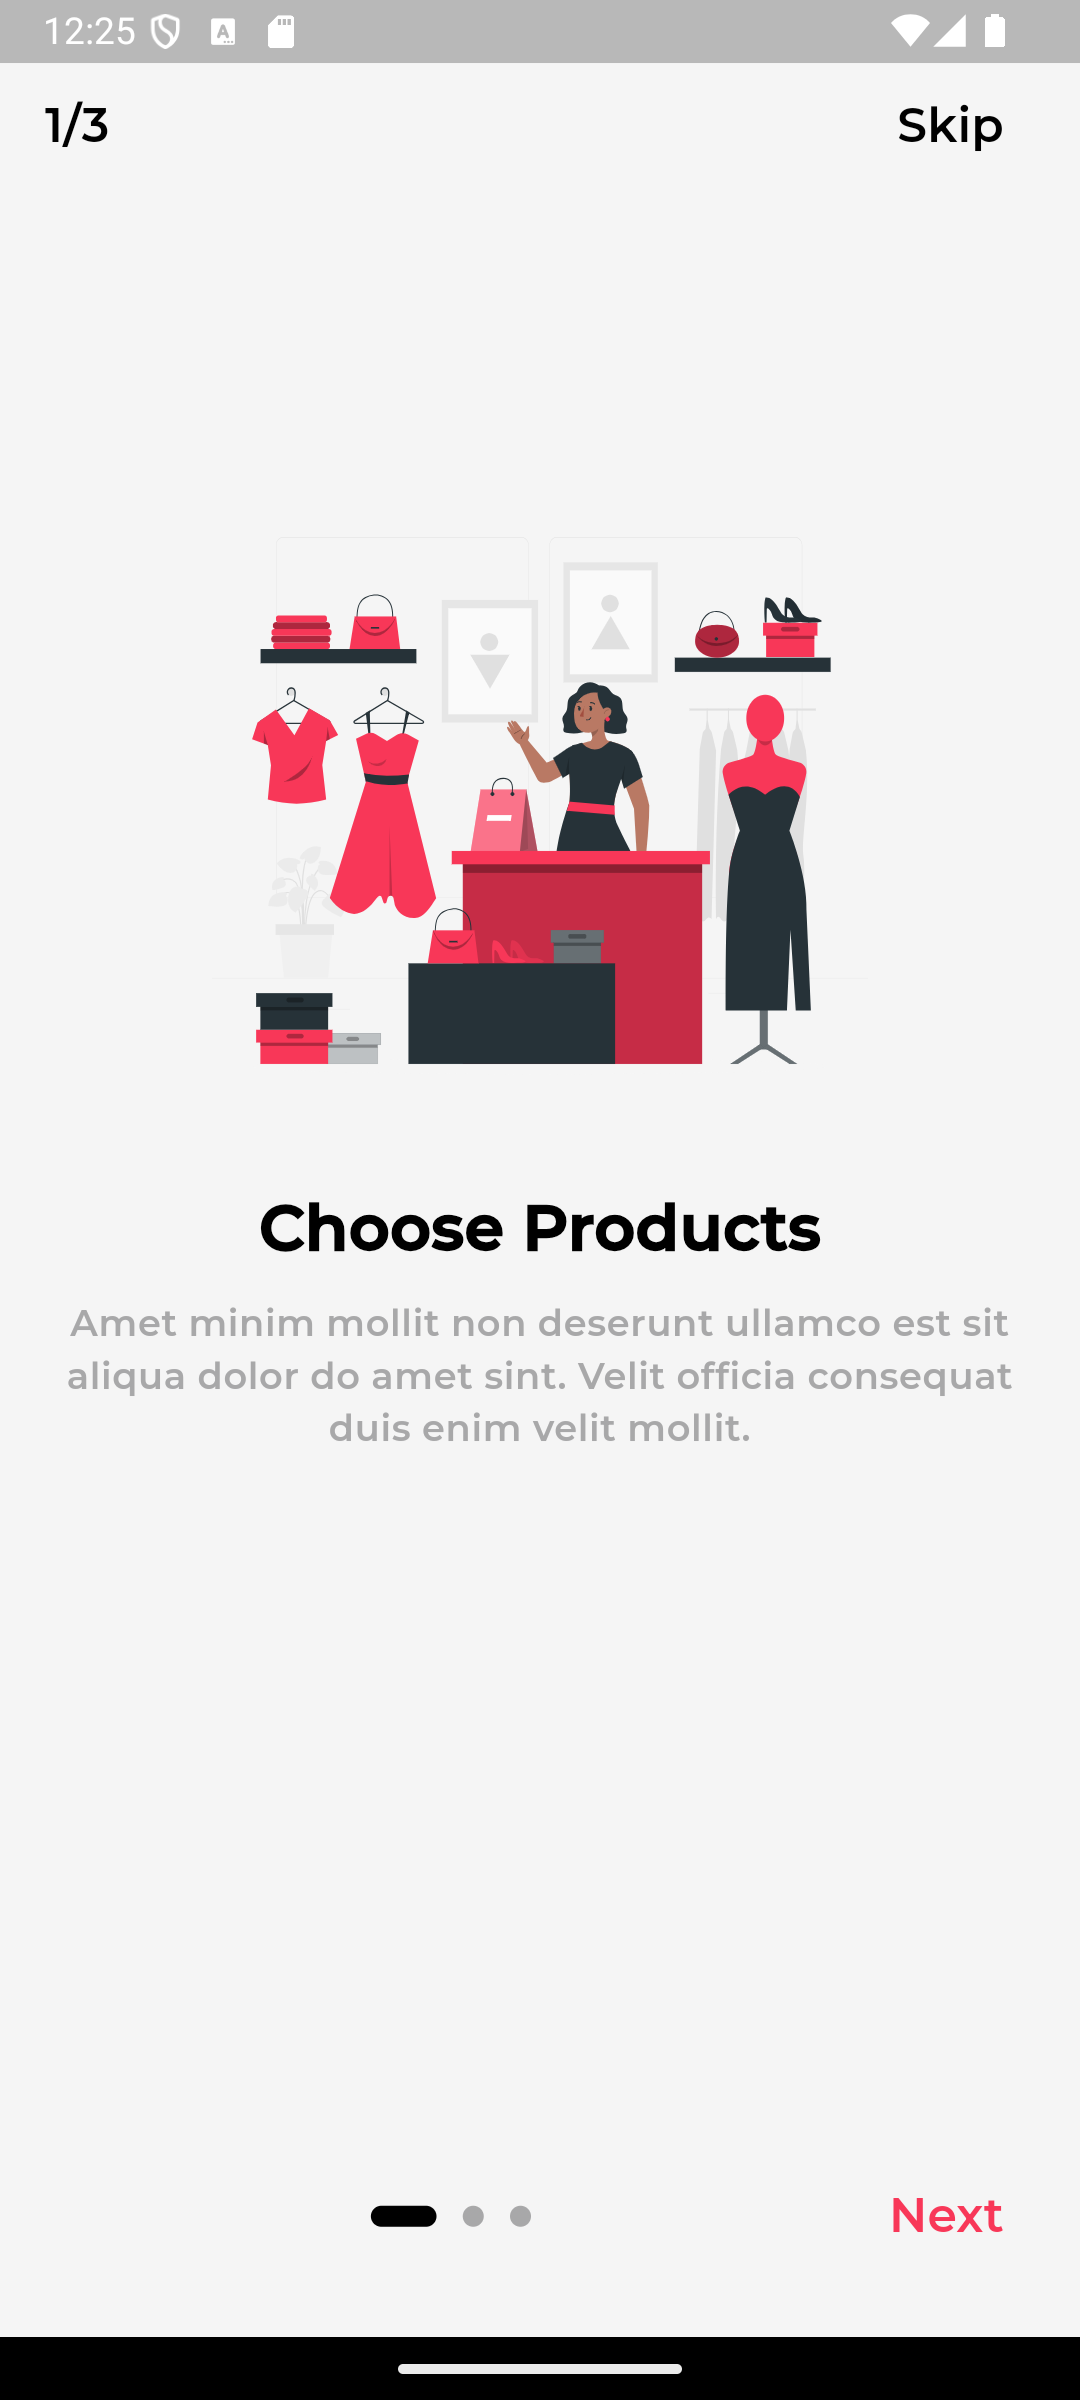 12:25
1/3
Skip
Choose Products
Amet minim mollit non deserunt ullamco est sit
aliqua dolor do amet sint. Velit officia consequat
duis enim velit mollit.
Next